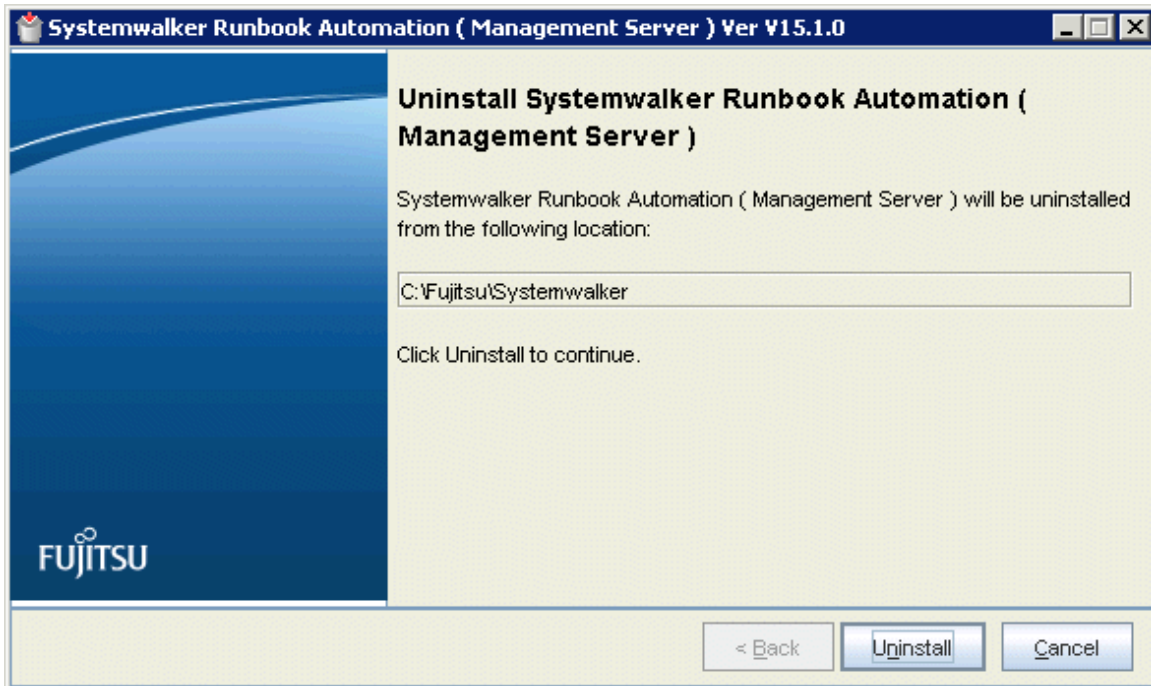 Systemwalker Runbook Automation ( Management Server ) Ver V15.1.0
Uninstall Systemwalker Runbook Automation (
Management Server )
Systemwalker Runbook Automation ( Management Server ) will be uninstalled
from the following location:
C:\Fujitsu\Systemwalker
Click Uninstall to continue.
FUJITSU
< Back
Uninstall
Cancel